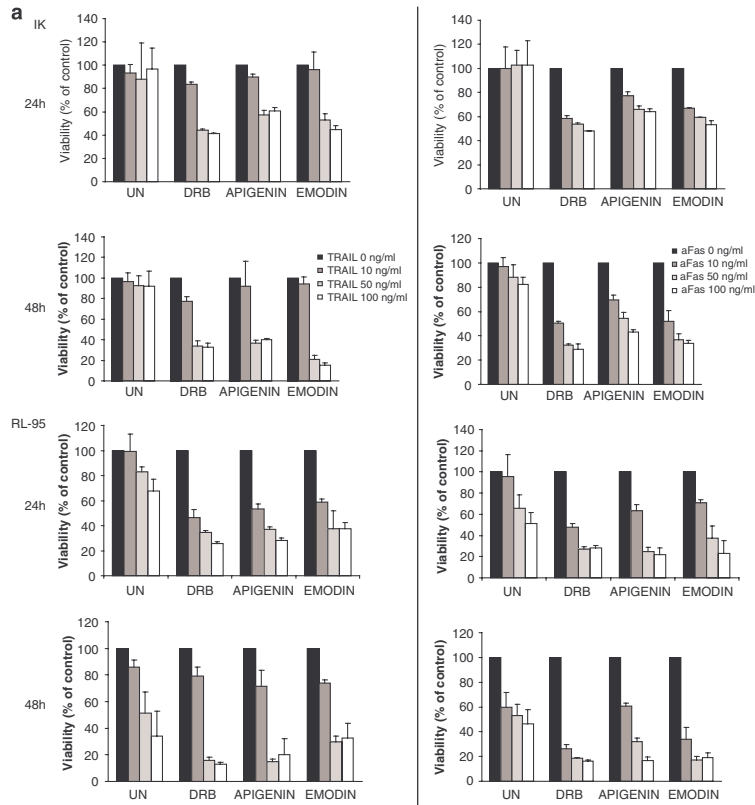 a
IK
24h
Viability (% of control)
140
120
100
80
60
40
20
0
UN DRB APIGENIN EMODIN
Viability (% of control)
140
120
100
80
60
40
20
0
UN DRB APIGENIN EMODIN
48h
Viability (% of control)
140
120
100
80
60
40
20
0
TRAIL 0 ng/ml
TRAIL 10 ng/ml
TRAIL 50 ng/ml
TRAIL 100 ng/ml
UN DRB APIGENIN EMODIN
Viability (% of control)
140
120
100
80
60
40
20
0
aFas 0 ng/ml
aFas 10 ng/ml
aFas 50 ng/ml
aFas 100 ng/ml
UN DRB APIGENIN EMODIN
RL-95
24h
Viability (% of control)
120
100
80
60
40
20
0
UN DRB APIGENIN EMODIN
Viability (% of control)
140
120
100
80
60
40
20
0
UN DRB APIGENIN EMODIN
48h
Viability (% of control)
120
100
80
60
40
20
0
UN DRB APIGENIN EMODIN
Viability (% of control)
120
100
80
60
40
20
0
UN DRB APIGENIN EMODIN